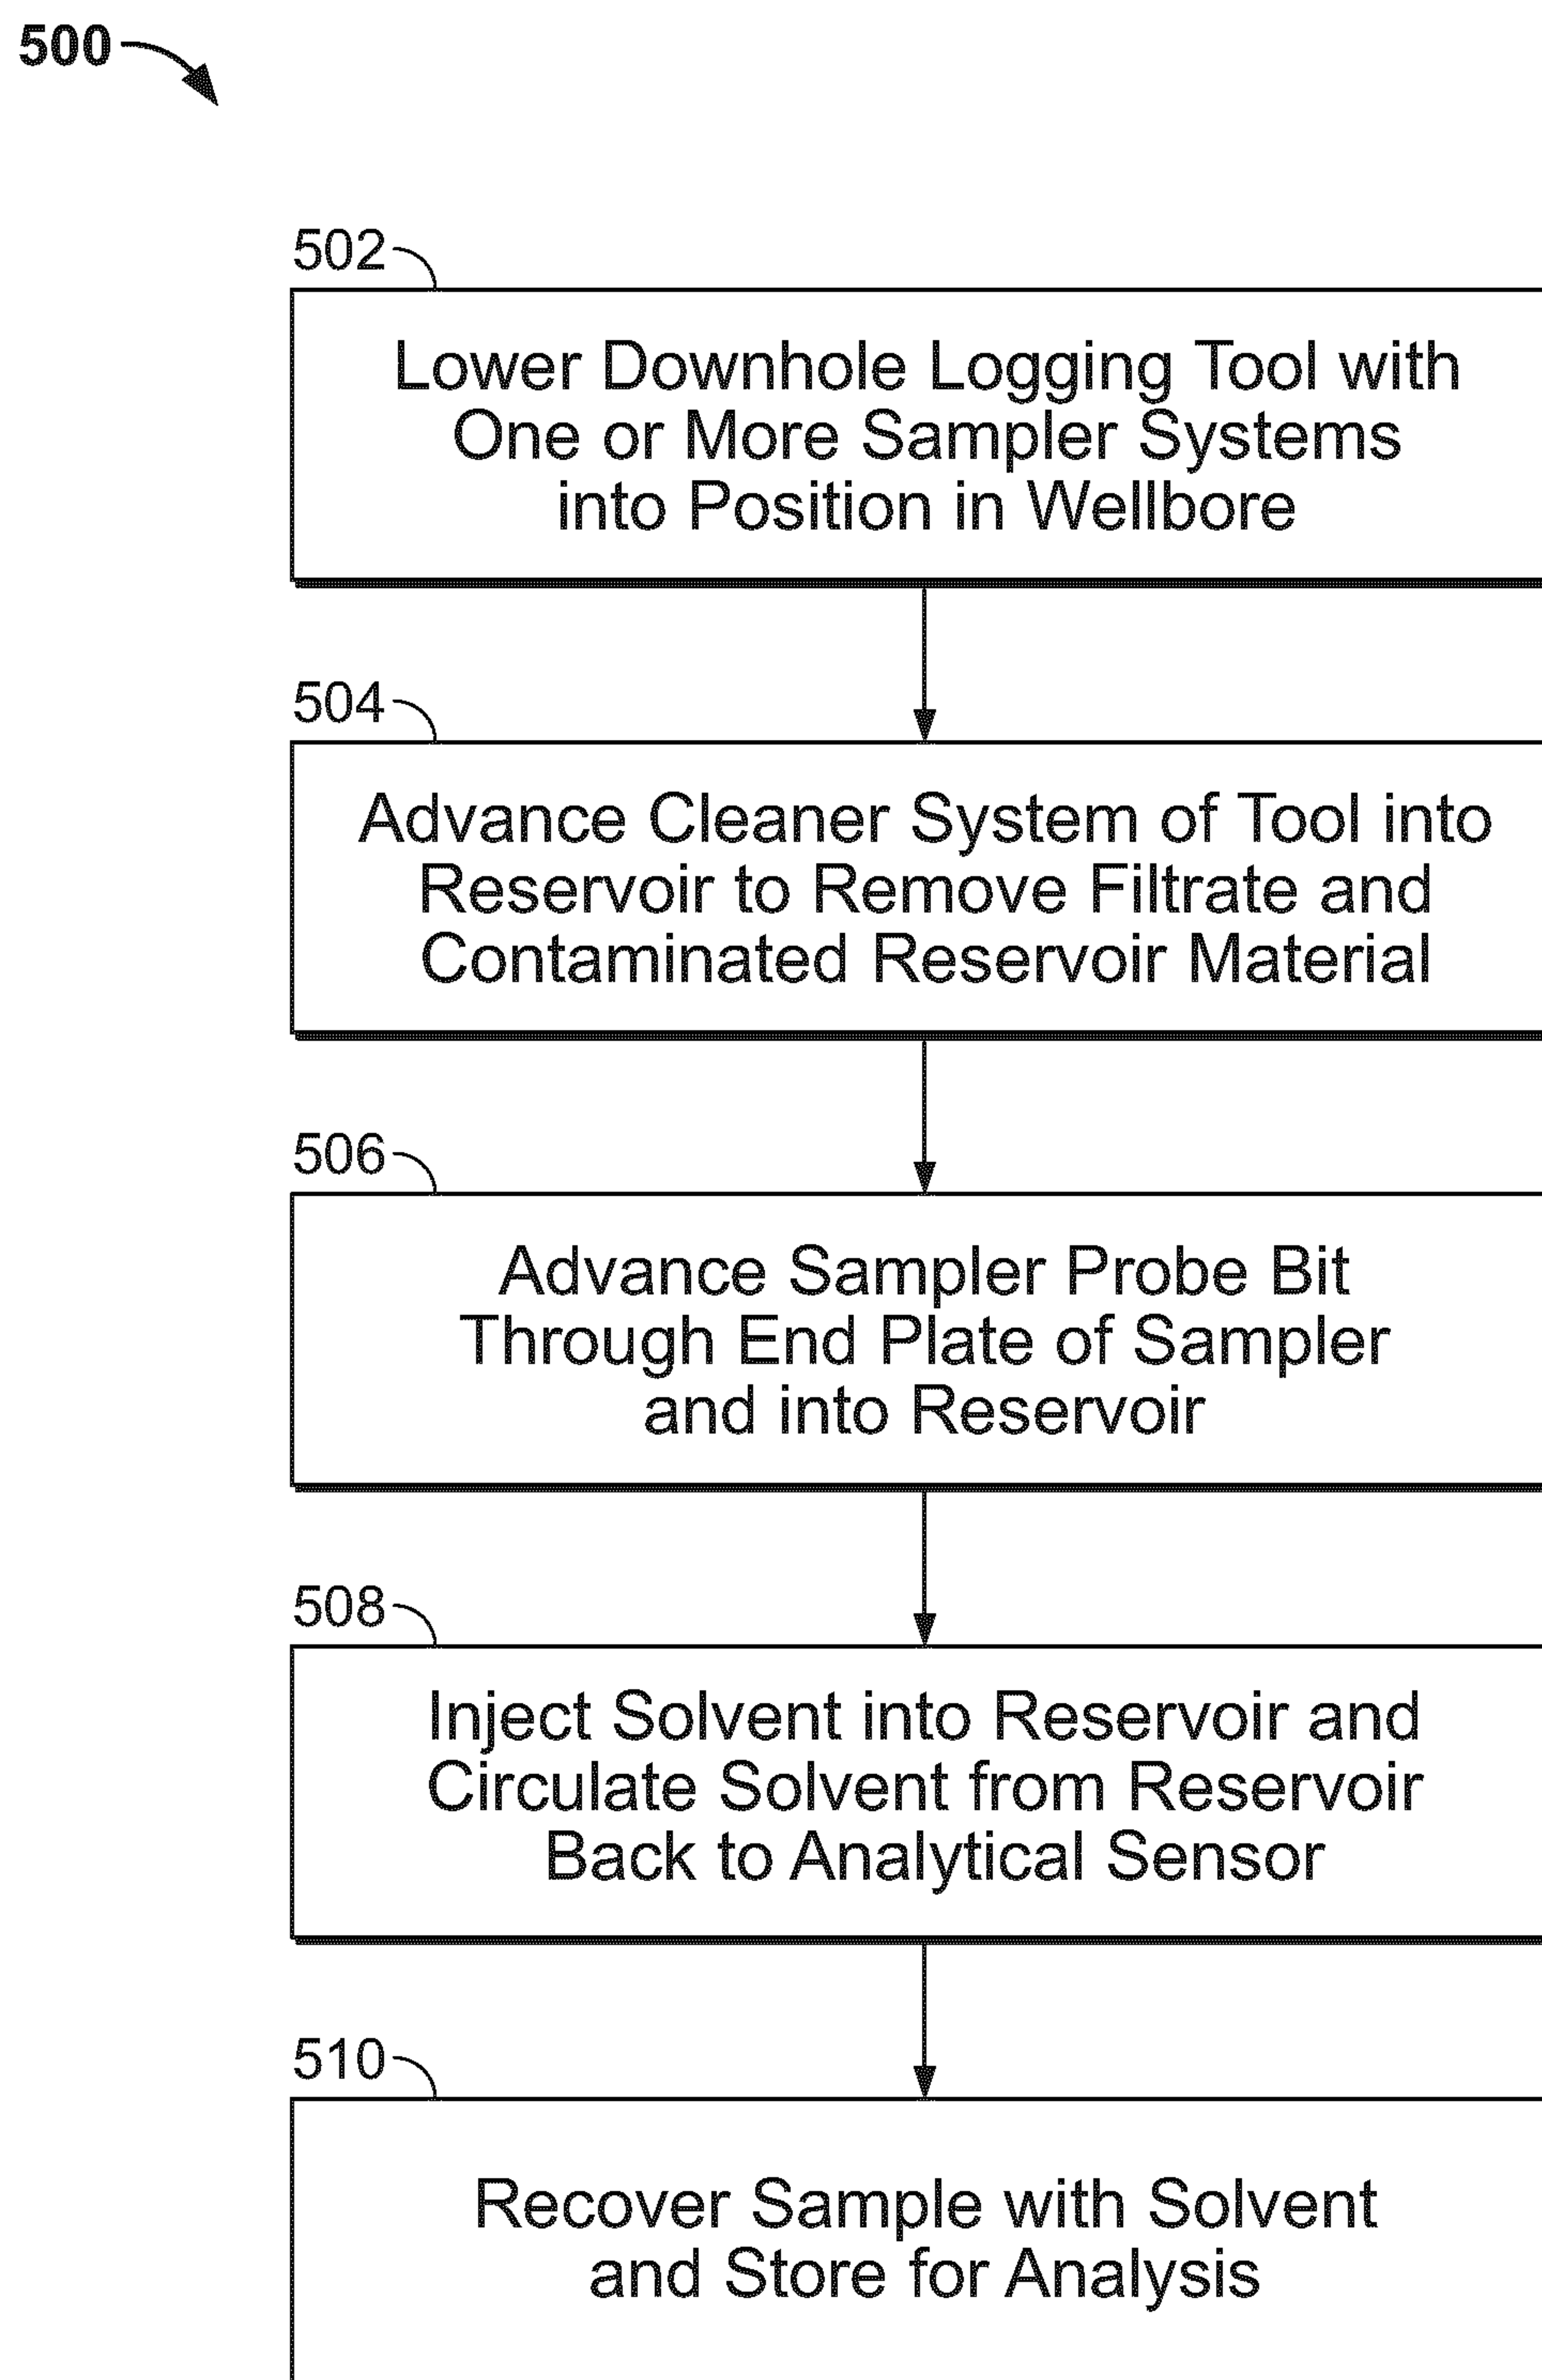 500
502
Lower Downhole Logging Tool with
One or More Sampler Systems
into Position in Wellbore
504
Advance Cleaner System of Tool into
Reservoir to Remove Filtrate and
Contaminated Reservoir Material
506
Advance Sampler Probe Bit
Through End Plate of Sampler
and into Reservoir
508
Inject Solvent into Reservoir and
Circulate Solvent from Reservoir
Back to Analytical Sensor
510
Recover Sample with Solvent
and Store for Analysis